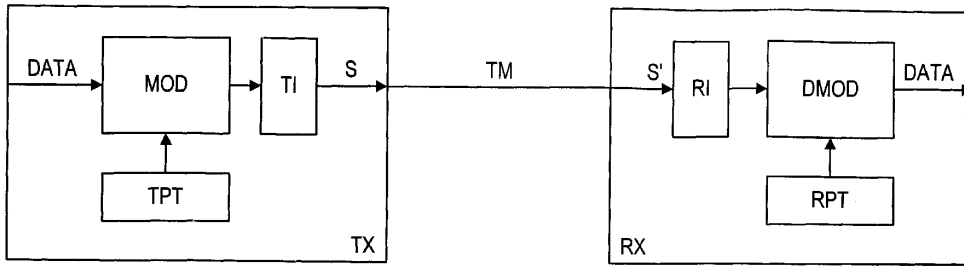 DATA
MOD
TI
S
TM
S'
RI
DMOD
DATA
TPT
RPT
TX
RX